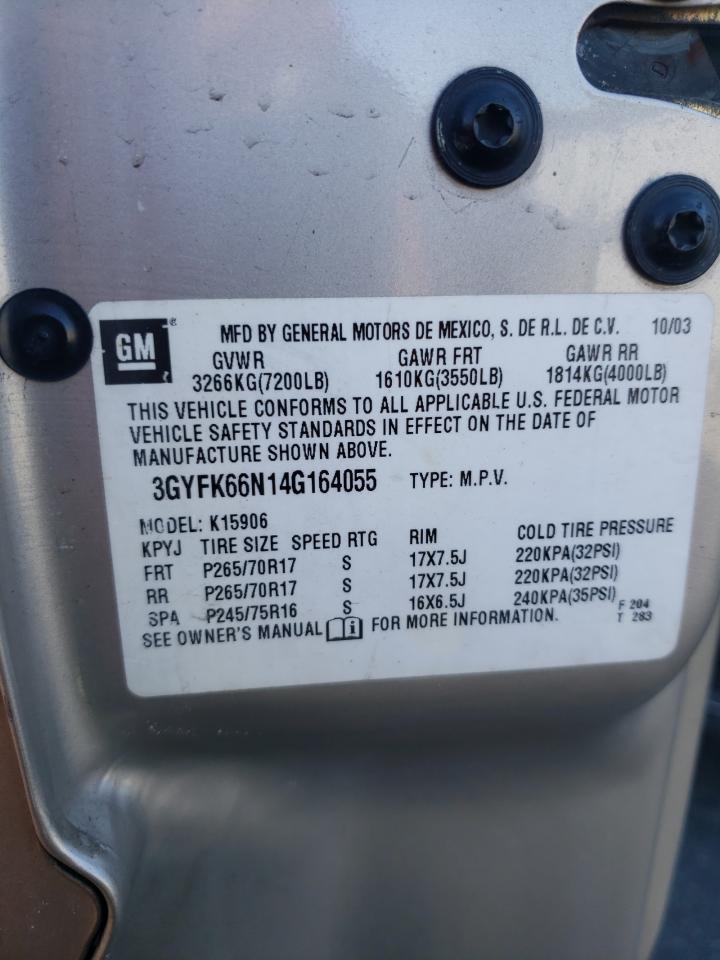 GM ® MFD BY GENERAL MOTORS DE MEXICO, S. DE R.L. DE C.V. 10/03
GVWR GAWR FRT GAWR RR
3266KG(7200LB) 1610KG(3550LB) 1814KG(4000LB)
THIS VEHICLE CONFORMS TO ALL APPLICABLE U.S. FEDERAL MOTOR
VEHICLE SAFETY STANDARDS IN EFFECT ON THE DATE OF
MANUFACTURE SHOWN ABOVE.
3GYFK66N14G164055 TYPE: M.P.V.
MODEL: K15906
KPYJ TIRE SIZE SPEED RTG RIM COLD TIRE PRESSURE
FRT P265/70R17 S 17X7.5J 220KPA(32PSI)
RR P265/70R17 S 17X7.5J 220KPA(32PSI)
SPA P245/75R16 S 16X6.5J 240KPA(35PSI) F 204
SEE OWNER'S MANUAL i FOR MORE INFORMATION. T 283